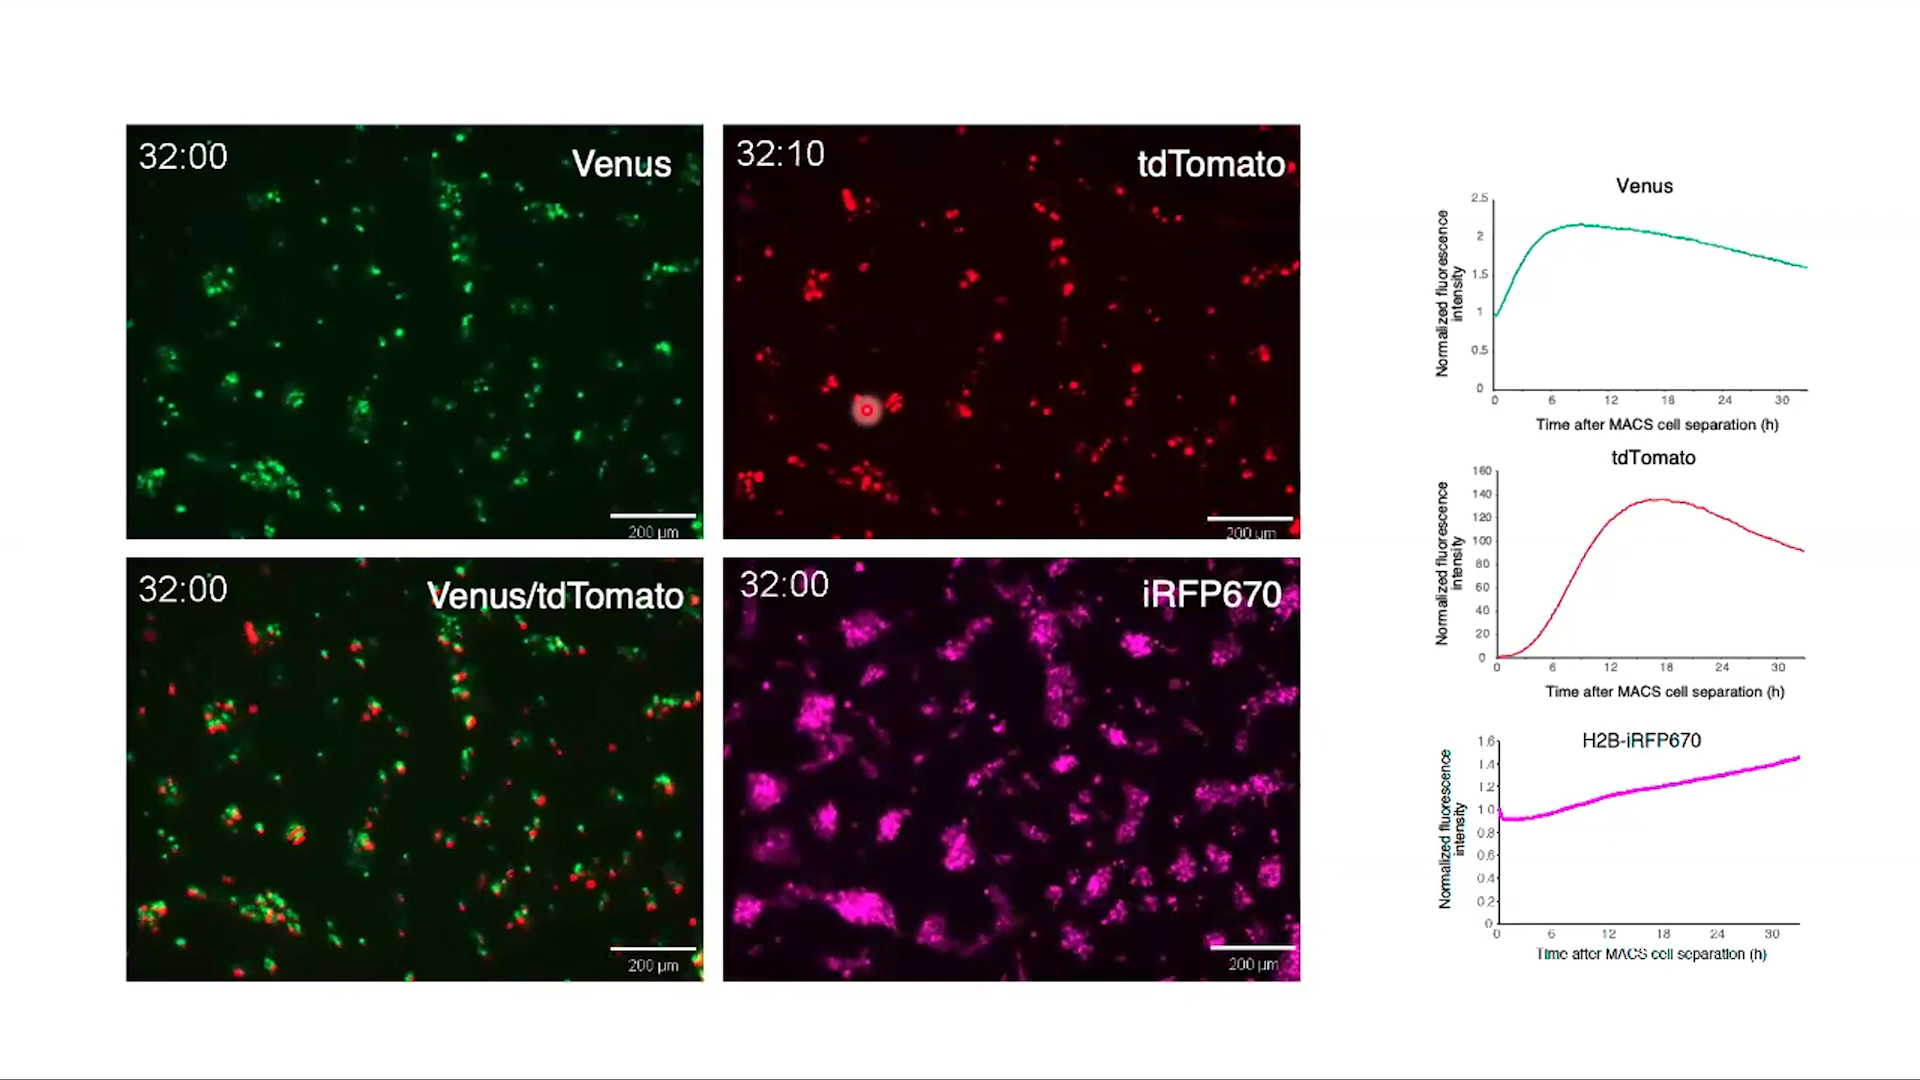 32:00
Venus
200 µm
32:10
tdTomato
200 µm
32:00
Venus/tdTomato
200 µm
32:00
iRFP670
200 µm
Venus
Normalized fluorescence
intensity
2.5
2
1.5
1
0.5
0
0 6 12 18 24 30
Time after MACS cell separation (h)
tdTomato
Normalized fluorescence
intensity
160
140
120
100
80
60
40
20
0
0 6 12 18 24 30
Time after MACS cell separation (h)
H2B-iRFP670
Normalized fluorescence
intensity
1.6
1.4
1.2
1.0
0.8
0.6
0.4
0.2
0
0 6 12 18 24 30
Time after MACS cell separation (h)